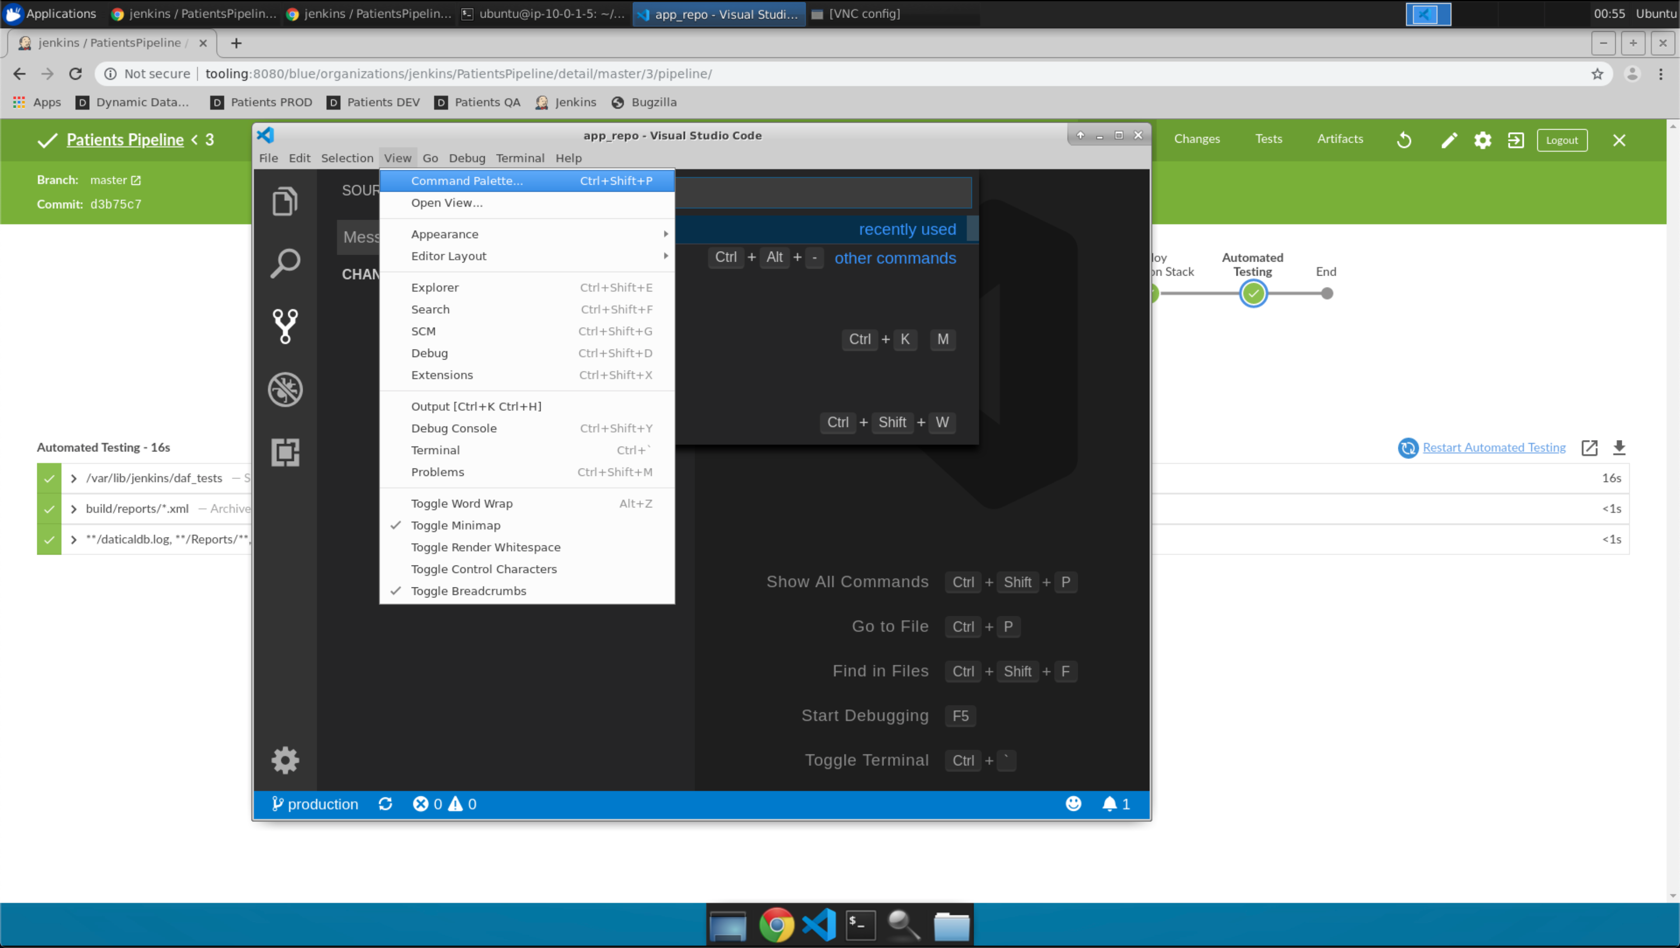 Applications
jenkins / PatientsPipelin...
jenkins / PatientsPipelin...
ubuntu@ip-10-0-1-5: ~/...
app_repo - Visual Studi...
[VNC config]
00:55 Ubuntu
jenkins / PatientsPipeline /
Not secure
tooling:8080/blue/organizations/jenkins/PatientsPipeline/detail/master/3/pipeline/
Apps
Dynamic Data...
Patients PROD
Patients DEV
Patients QA
Jenkins
Bugzilla
Patients Pipeline < 3
Changes
Tests
Artifacts
Logout
Branch: master
Commit: d3b75c7
app_repo - Visual Studio Code
File Edit Selection View Go Debug Terminal Help
SOUR
Mess
CHAN
Command Palette... Ctrl+Shift+P
Open View...
Appearance
Editor Layout
Explorer Ctrl+Shift+E
Search Ctrl+Shift+F
SCM Ctrl+Shift+G
Debug Ctrl+Shift+D
Extensions Ctrl+Shift+X
Output [Ctrl+K Ctrl+H]
Debug Console Ctrl+Shift+Y
Terminal Ctrl+`
Problems Ctrl+Shift+M
Toggle Word Wrap Alt+Z
Toggle Minimap
Toggle Render Whitespace
Toggle Control Characters
Toggle Breadcrumbs
recently used
Ctrl + Alt + - other commands
Ctrl + K M
Ctrl + Shift + W
Show All Commands Ctrl + Shift + P
Go to File Ctrl + P
Find in Files Ctrl + Shift + F
Start Debugging F5
Toggle Terminal Ctrl + `
production
0
0
1
loy
on Stack
Automated
Testing
End
Automated Testing - 16s
Restart Automated Testing
/var/lib/jenkins/daf_tests — S
16s
build/reports/*.xml — Archive
<1s
**/daticaldb.log, **/Reports/**,
<1s